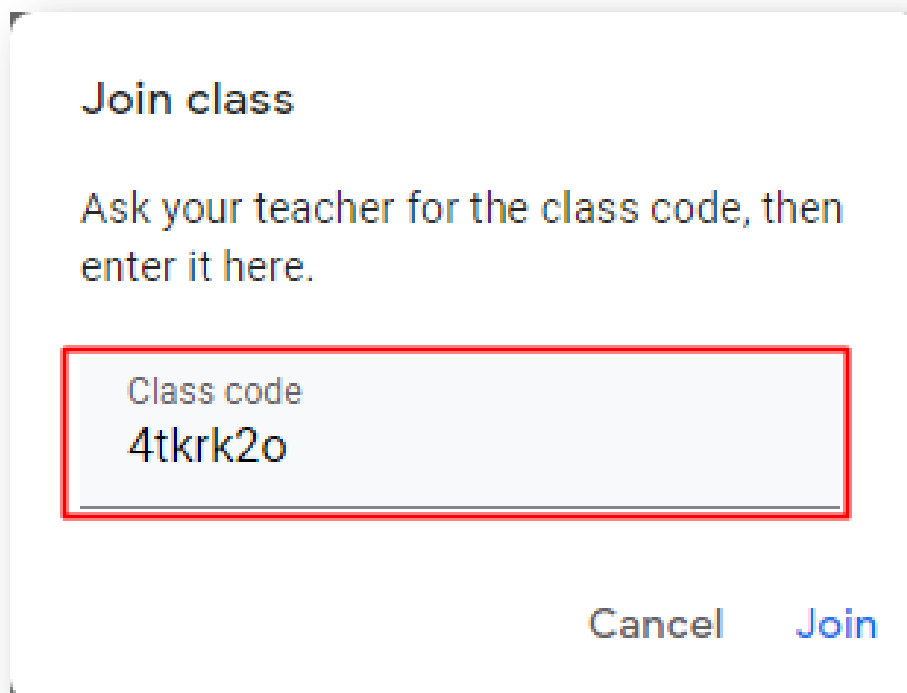 Join class
Ask your teacher for the class code, then
enter it here.
Class code
4tkrk2o
Cancel Join